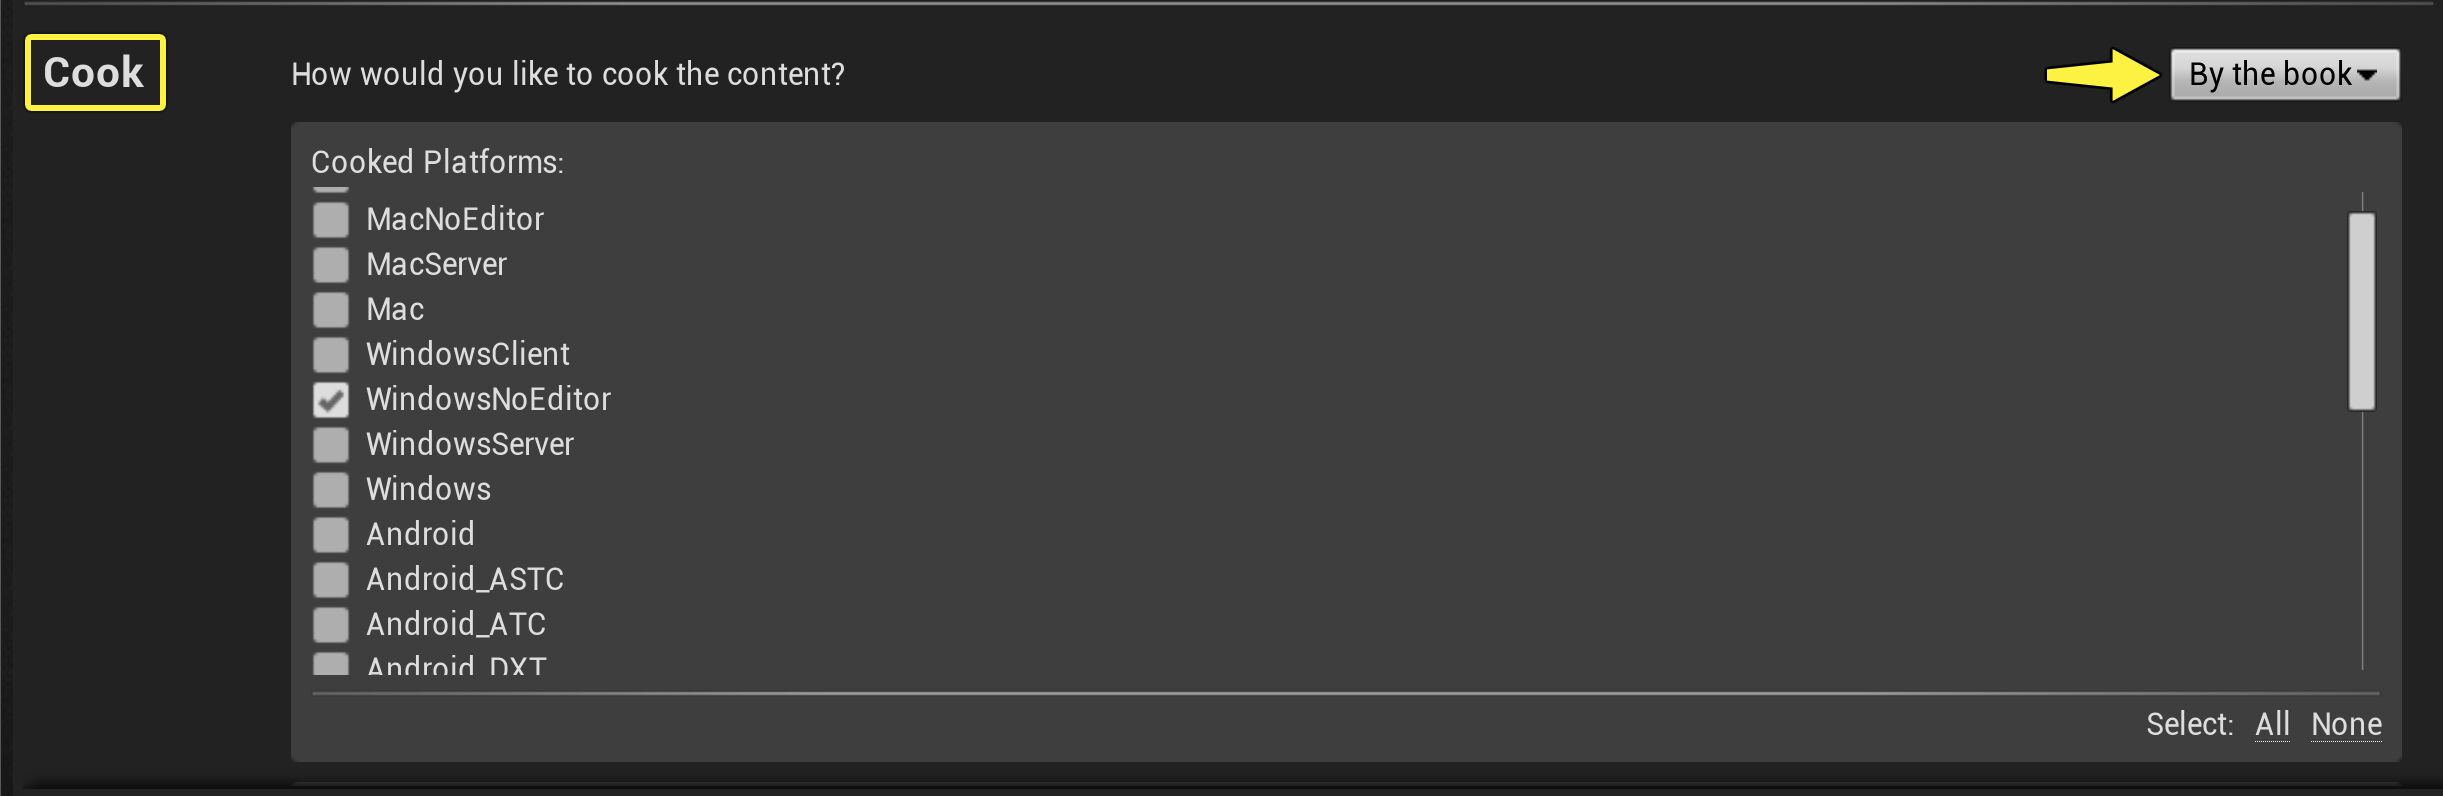 Cook
How would you like to cook the content?
By the book
Cooked Platforms:
MacNoEditor
MacServer
Mac
WindowsClient
WindowsNoEditor
WindowsServer
Windows
Android
Android_ASTC
Android_ATC
Android_DXT
Select: All None